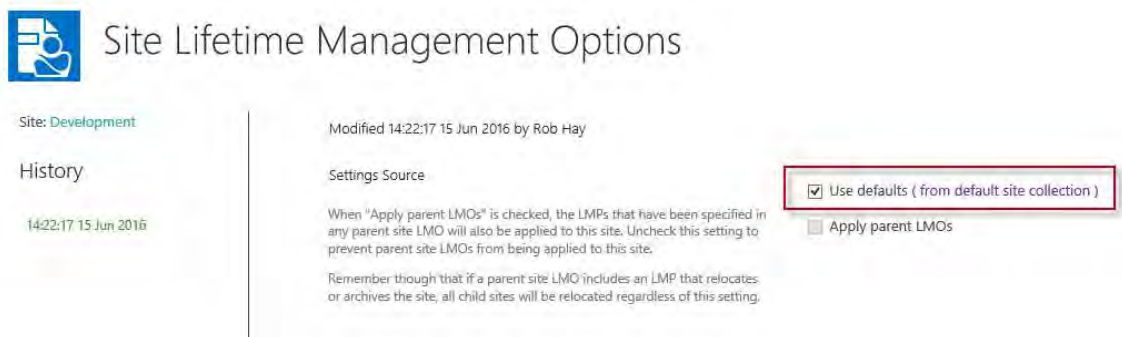 Site Lifetime Management Options
Site: Development
History
14:22:17 15 Jun 2016
Modified 14:22:17 15 Jun 2016 by Rob Hay
Settings Source
When "Apply parent LMOs" is checked, the LMPs that have been specified in
any parent site LMO will also be applied to this site. Uncheck this setting to
prevent parent site LMOs from being applied to this site.
Remember though that if a parent site LMO includes an LMP that relocates
or archives the site, all child sites will be relocated regardless of this setting.
Use defaults ( from default site collection )
Apply parent LMOs